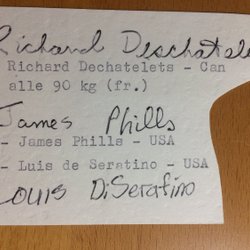 Richard Deschatele
Richard Dechatelets - Can
alle 90 kg (fr.)
James Phills
- James Phills - USA
- Luis de Seratino - USA
Louis DiSerafino